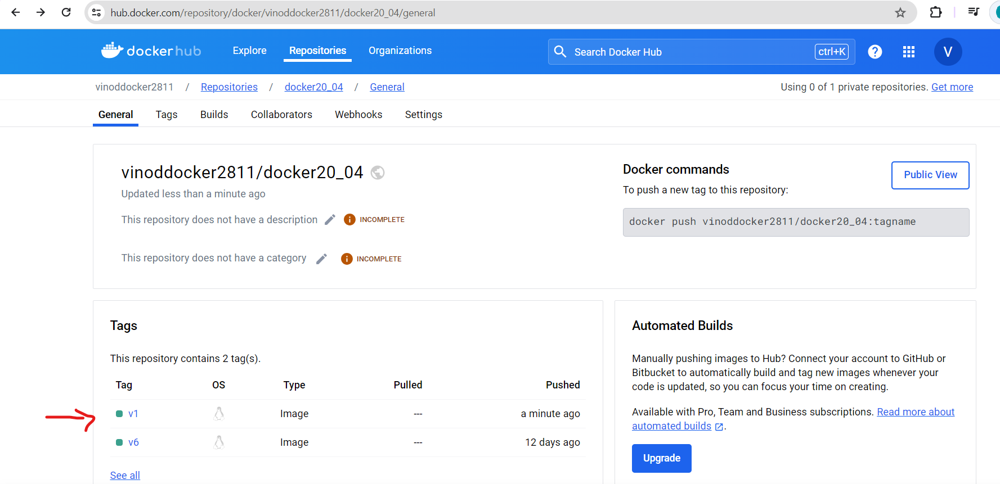 hub.docker.com/repository/docker/vinoddocker2811/docker20_04/general
dockerhub Explore Repositories Organizations Search Docker Hub ctrl+K ? V
vinoddocker2811 / Repositories / docker20_04 / General Using 0 of 1 private repositories. Get more
General Tags Builds Collaborators Webhooks Settings
vinoddocker2811/docker20_04
Updated less than a minute ago
This repository does not have a description i INCOMPLETE
This repository does not have a category i INCOMPLETE
Docker commands
Public View
To push a new tag to this repository:
docker push vinoddocker2811/docker20_04:tagname
Tags
This repository contains 2 tag(s).
Tag OS Type Pulled Pushed
v1 Image --- a minute ago
v6 Image --- 12 days ago
See all
Automated Builds
Manually pushing images to Hub? Connect your account to GitHub or
Bitbucket to automatically build and tag new images whenever your
code is updated, so you can focus your time on creating.
Available with Pro, Team and Business subscriptions. Read more about
automated builds .
Upgrade